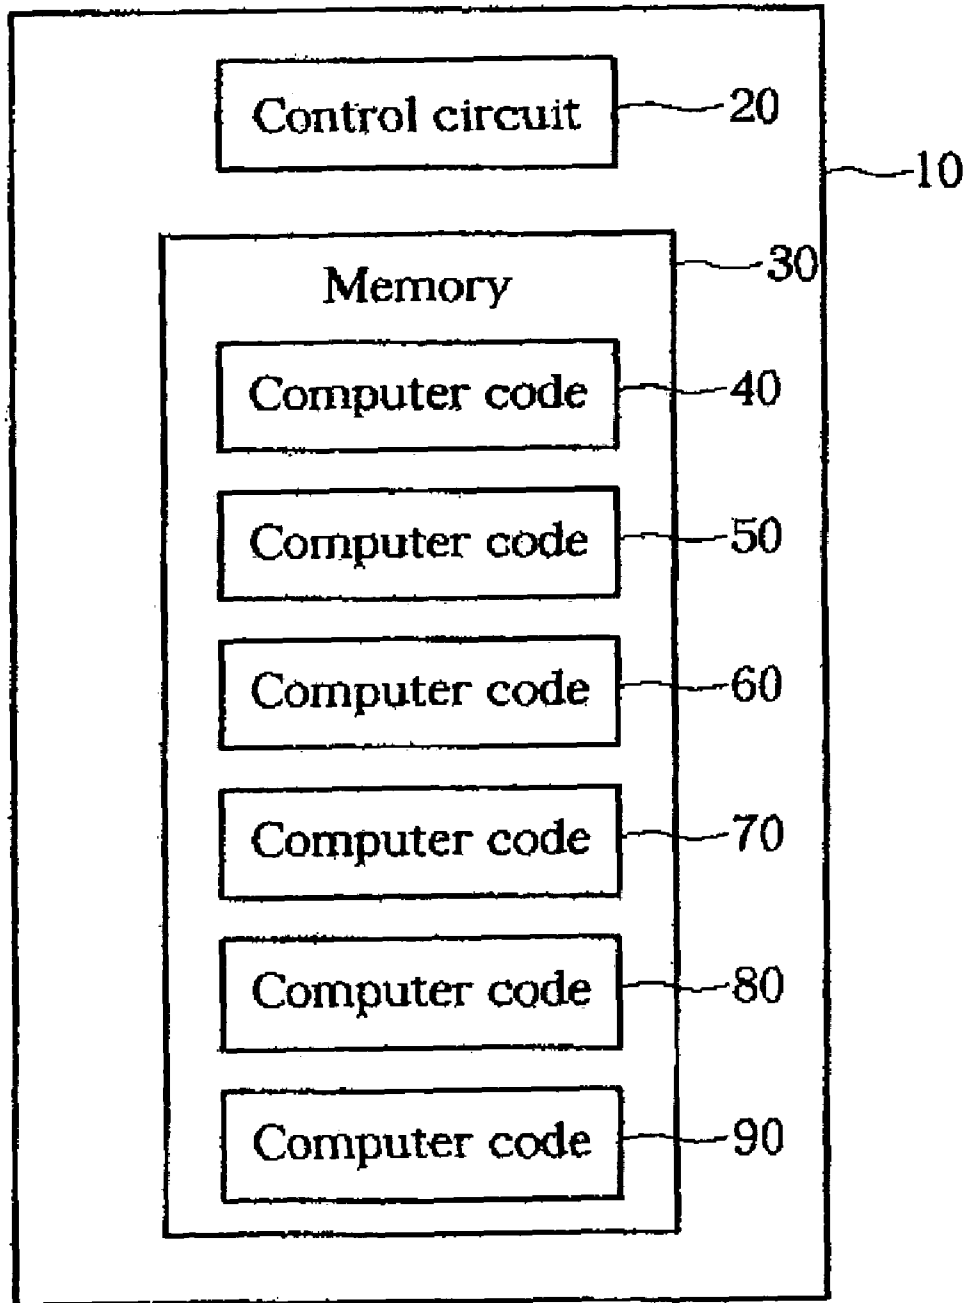 Control circuit 20
10
30
Memory
Computer code 40
Computer code 50
Computer code 60
Computer code 70
Computer code 80
Computer code 90